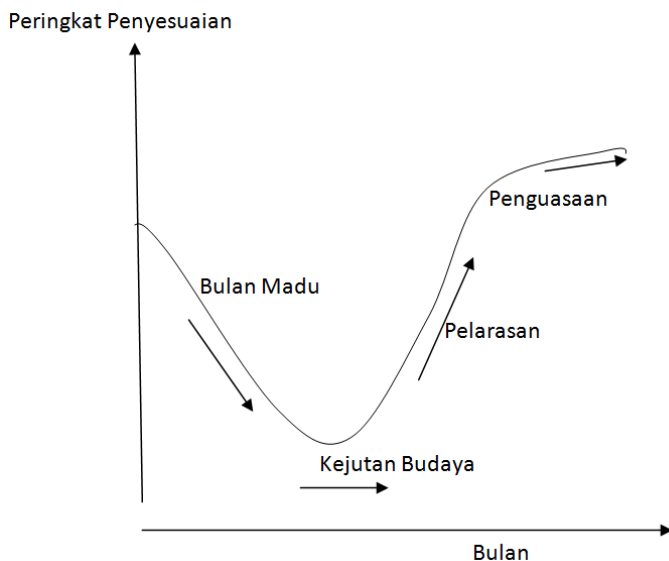 Peringkat Penyesuaian
Penguasaan
Bulan Madu
Pelarasan
Kejutan Budaya
Bulan